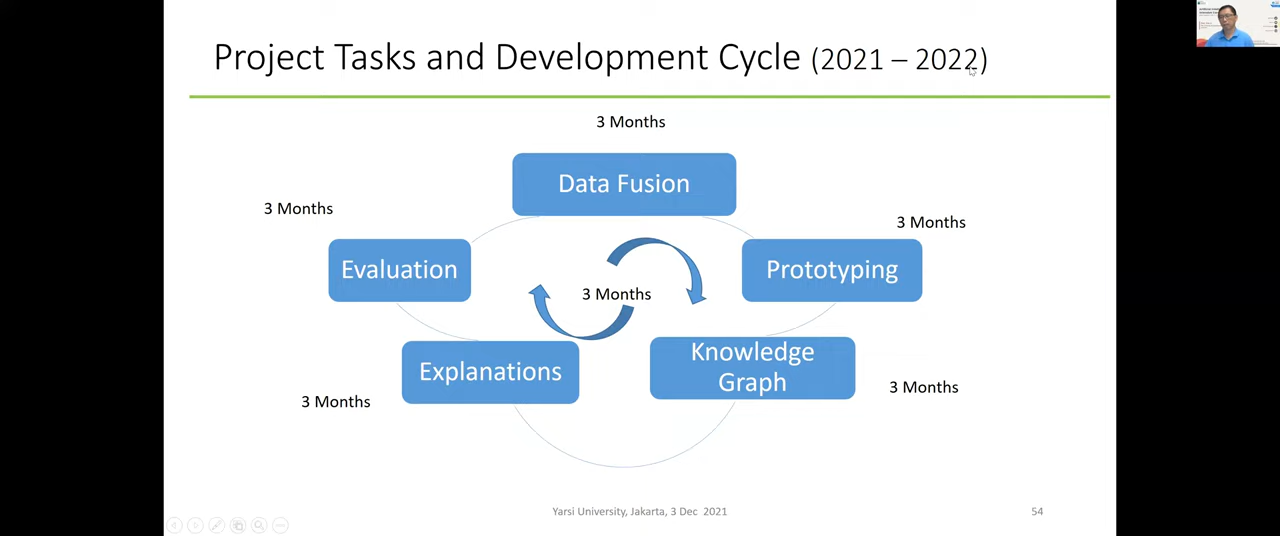 Project Tasks and Development Cycle (2021 – 2022)
3 Months
Data Fusion
3 Months
3 Months
Evaluation
Prototyping
3 Months
Knowledge
Graph
Explanations
3 Months
3 Months
Yarsi University, Jakarta, 3 Dec 2021
54